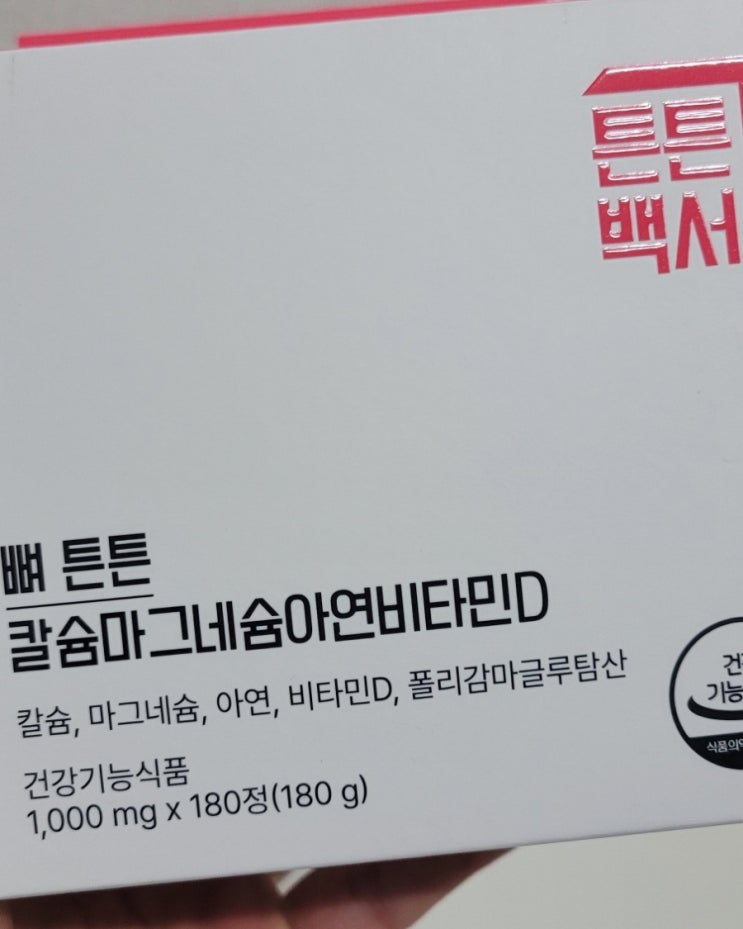 튼튼
백서
뼈 튼튼
칼슘마그네슘아연비타민D
칼슘, 마그네슘, 아연, 비타민D, 폴리감마글루탐산
건강기능식품
1,000 mg x 180정(180 g)